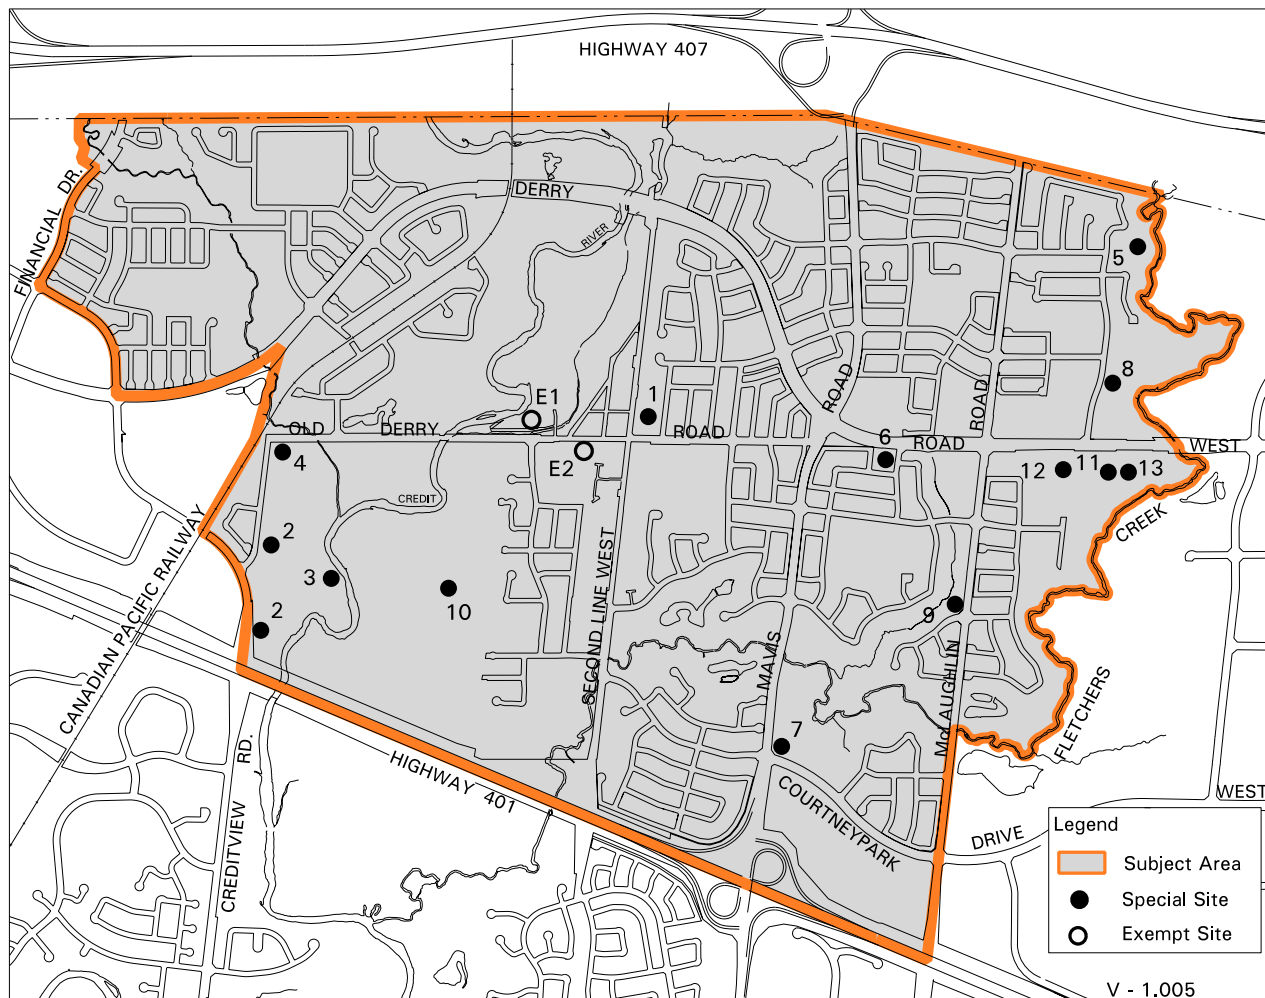 HIGHWAY 407
FINANCIAL DR.
DERRY
RIVER
5
8
E1
1
ROAD
ROAD
OLD DERRY ROAD
6
ROAD
WEST
4
E2
12
11
13
CREDIT
CREEK
2
3
10
2
9
CANADIAN PACIFIC RAILWAY
SECOND LINE WEST
MAVIS
McLAUGHLIN
FLETCHERS
7
HIGHWAY 401
CREDITVIEW RD.
COURTNEYPARK
DRIVE
WEST
Legend
Subject Area
Special Site
Exempt Site
V - 1.005